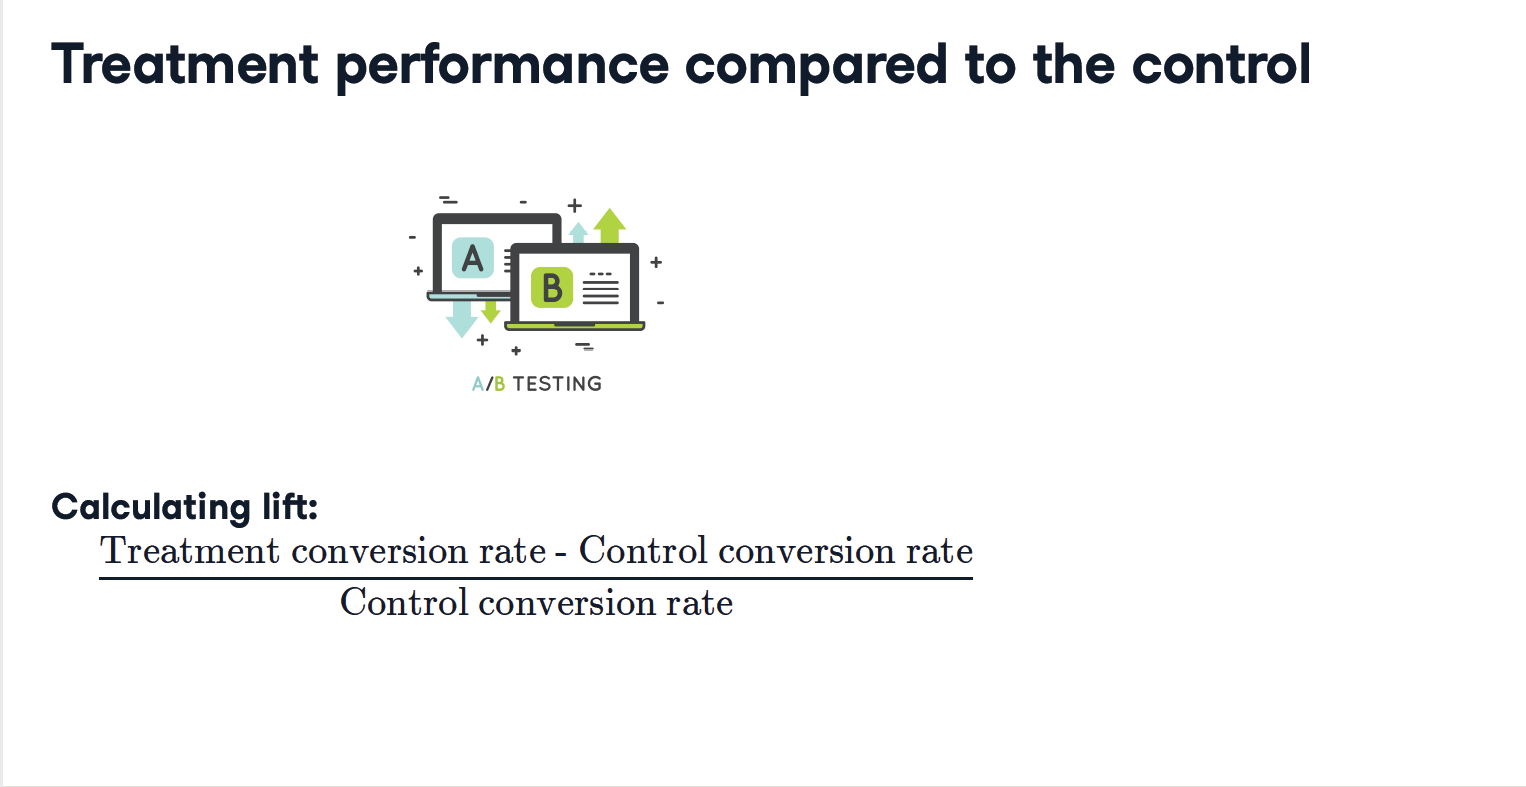 Treatment performance compared to the control
A
B
A/B TESTING
Calculating lift:
Treatment conversion rate - Control conversion rate
Control conversion rate